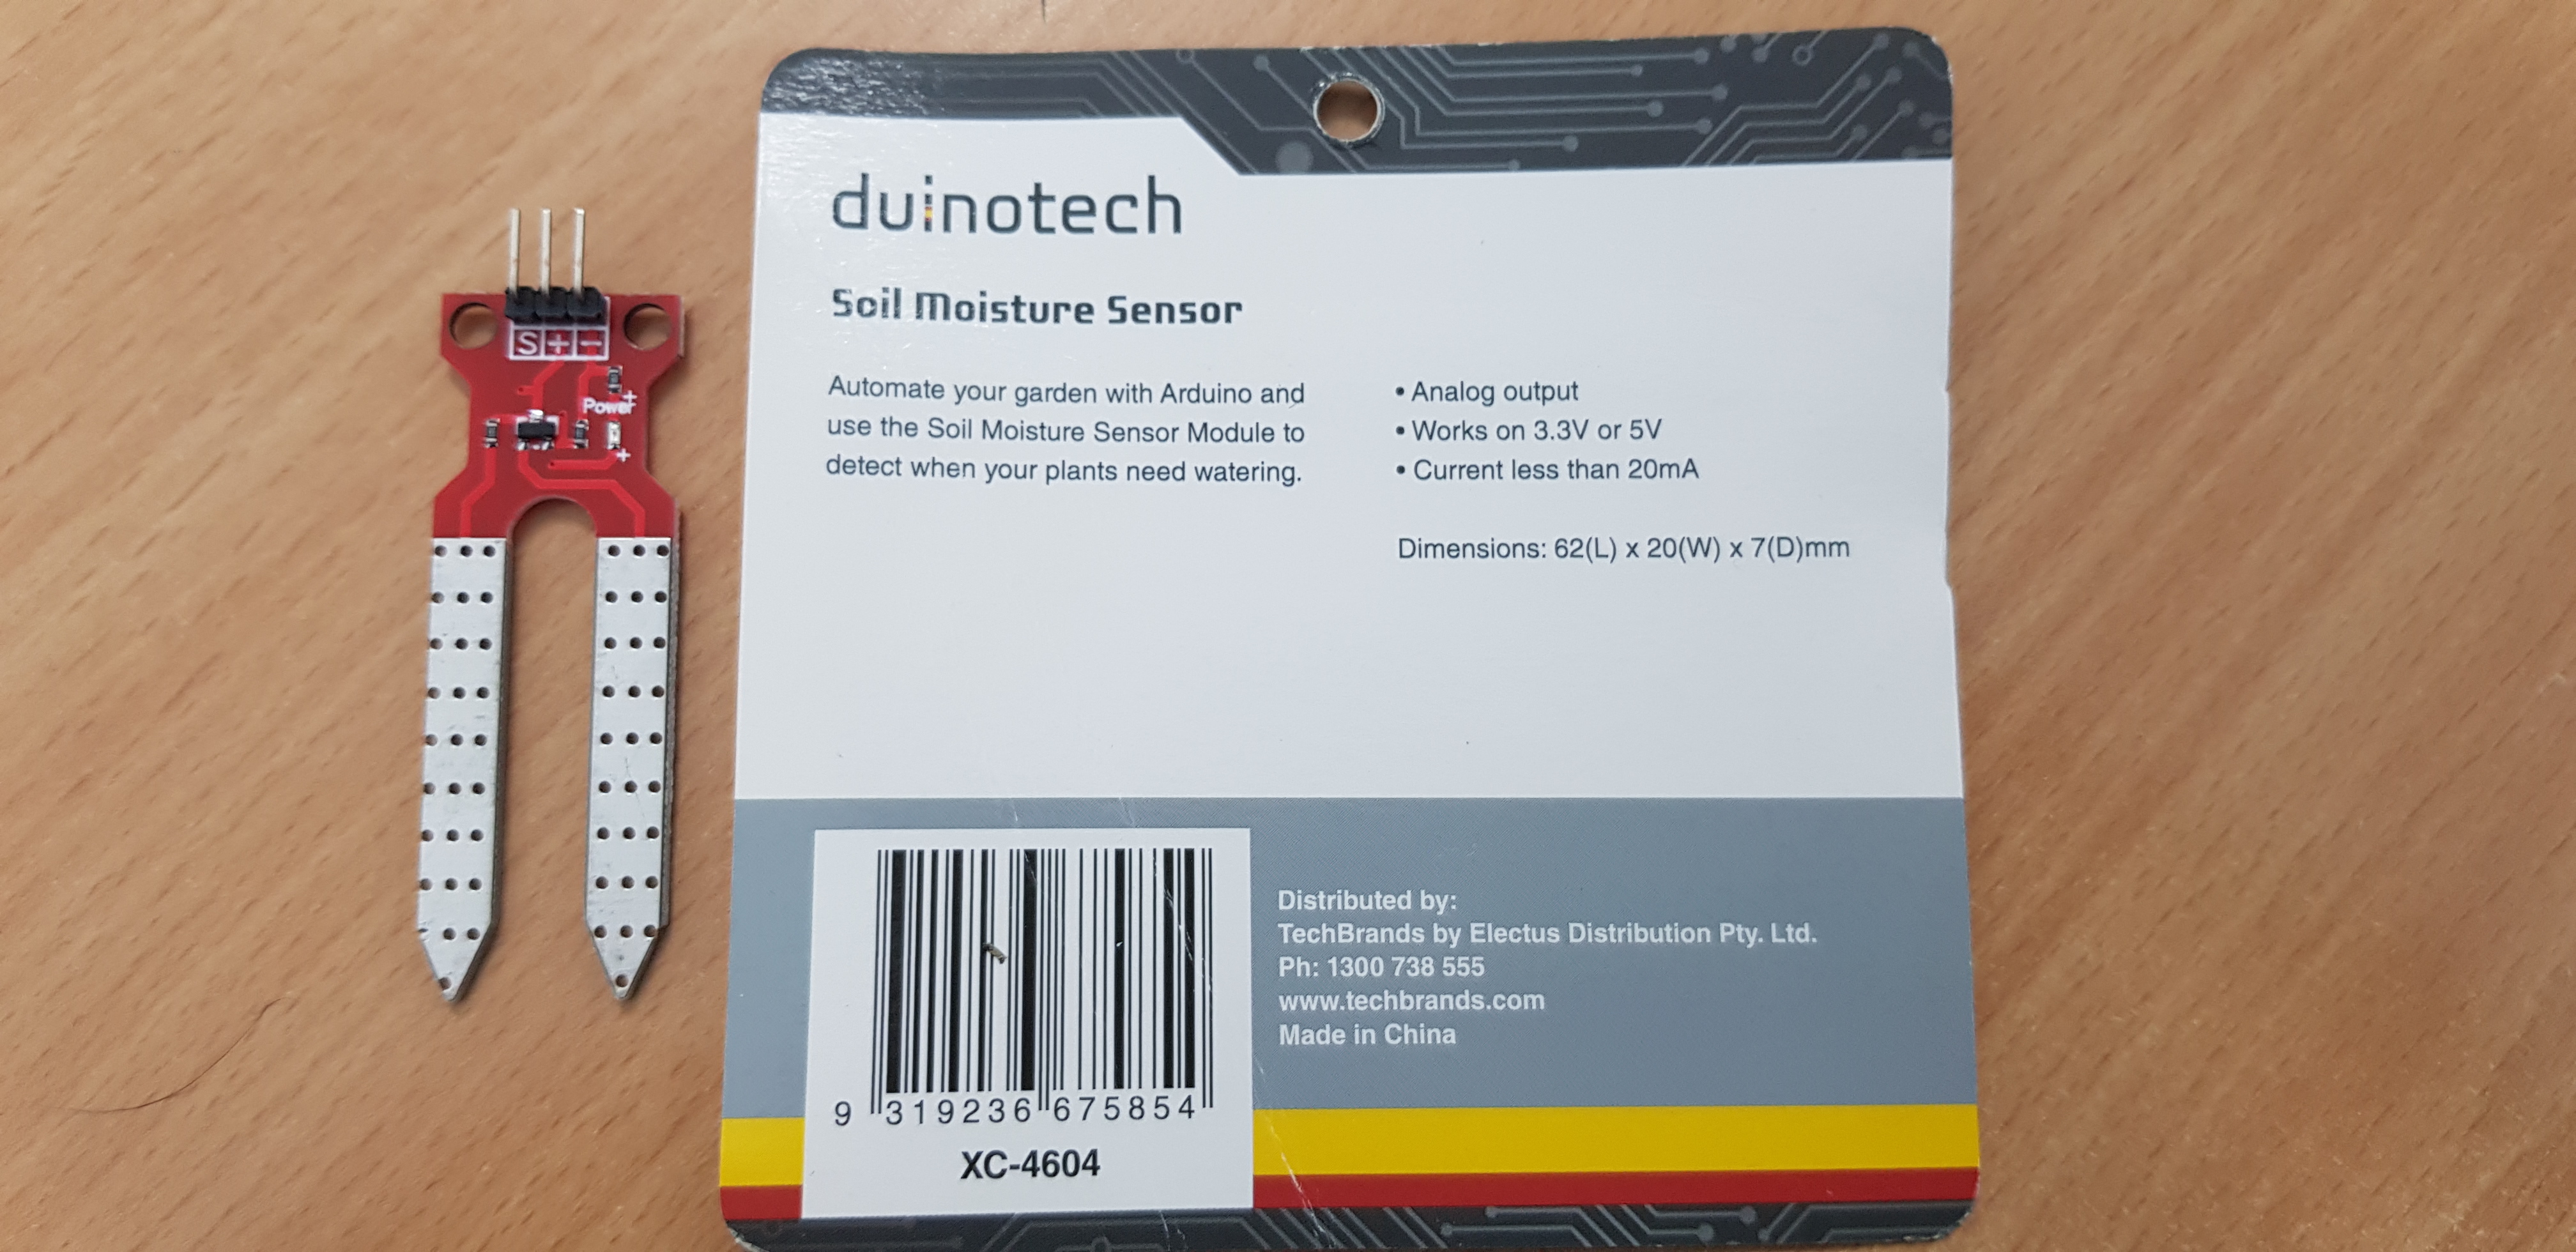 S + −
Power
+
+
duinotech
Soil Moisture Sensor
Automate your garden with Arduino and
use the Soil Moisture Sensor Module to
detect when your plants need watering.
• Analog output
• Works on 3.3V or 5V
• Current less than 20mA
Dimensions: 62(L) x 20(W) x 7(D)mm
9 319236 675854
XC-4604
Distributed by:
TechBrands by Electus Distribution Pty. Ltd.
Ph: 1300 738 555
www.techbrands.com
Made in China